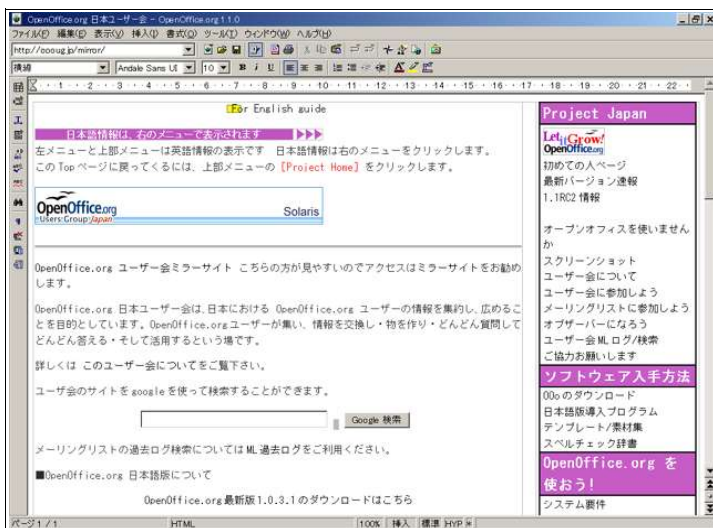 OpenOffice.org 日本ユーザー会 - OpenOffice.org 1.1.0
ファイル(F) 編集(E) 表示(V) 挿入(I) 書式(O) ツール(T) ウィンドウ(W) ヘルプ(H)
http://oooug.jp/mirror/
横線 Andale Sans UI 10 B i U A
1 2 3 4 5 6 7 8 9 10 11 12 13 14 15 16 17 18 19 20 21 22
For English guide
日本語情報は、右のメニューで表示されます
左メニューと上部メニューは英語情報の表示です 日本語情報は右のメニューをクリックします。
この Top ページに戻ってくるには、上部メニューの [Project Home] をクリックします。
OpenOffice.org Solaris
Users Group Japan
OpenOffice.org ユーザー会ミラーサイト こちらの方が見やすいのでアクセスはミラーサイトをお勧め
します。
OpenOffice.org 日本ユーザー会は、日本における OpenOffice.org ユーザーの情報を集約し、広めるこ
とを目的としています。OpenOffice.org ユーザーが集い、情報を交換し・物を作り・どんどん質問して
どんどん答える・そして活用するという場です。
詳しくは このユーザー会についてをご覧下さい。
ユーザ会のサイトを google を使って検索することができます。
Google 検索
メーリングリストの過去ログ検索については ML 過去ログをご利用ください。
■OpenOffice.org 日本語版について
OpenOffice.org 最新版 1.0.3.1 のダウンロードはこちら
Project Japan
Let it Grow!
OpenOffice.org
初めての人ページ
最新バージョン速報
1.1RC2 情報
オープンオフィスを使いません
か
スクリーンショット
ユーザー会について
ユーザー会に参加しよう
メーリングリストに参加しよう
オブザーバーになろう
ユーザー会 ML ログ/検索
ご協力お願いします
ソフトウェア入手方法
OOo のダウンロード
日本語版導入プログラム
テンプレート/素材集
スペルチェック辞書
OpenOffice.org を
使おう!
システム要件
ページ 1 / 1 HTML 100% 挿入 標準 HYP *